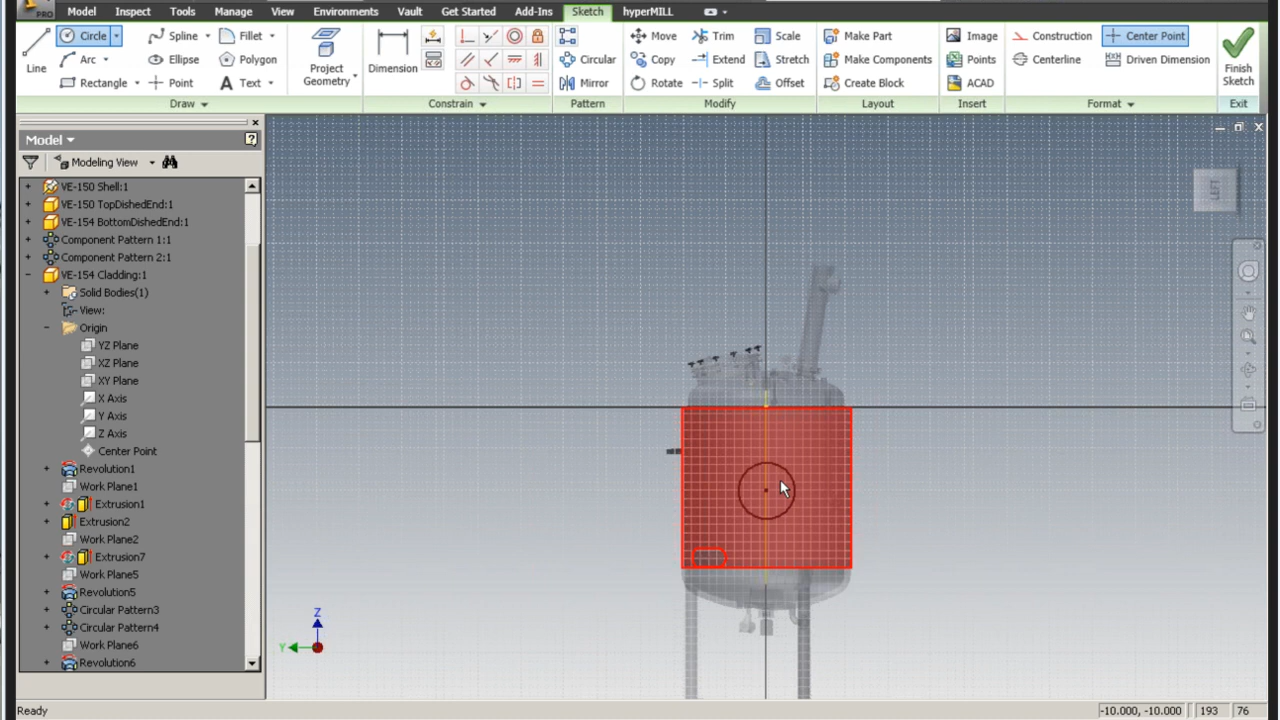 PRO
Model Inspect Tools Manage View Environments Vault Get Started Add-Ins Sketch hyperMILL
Line Circle Arc Rectangle Spline Ellipse Point Fillet Polygon Text
Project Geometry
Dimension
Circular Mirror
Move Copy Rotate Trim Extend Split Scale Stretch Offset
Make Part Make Components Create Block
Image Points ACAD
Construction Centerline Center Point Driven Dimension
Finish Sketch
Draw Constrain Pattern Modify Layout Insert Format Exit
Model
Modeling View
VE-150 Shell:1
VE-150 TopDishedEnd:1
VE-154 BottomDishedEnd:1
Component Pattern 1:1
Component Pattern 2:1
VE-154 Cladding:1
Solid Bodies(1)
View:
Origin
YZ Plane
XZ Plane
XY Plane
X Axis
Y Axis
Z Axis
Center Point
Revolution1
Work Plane1
Extrusion1
Extrusion2
Work Plane2
Extrusion7
Work Plane5
Revolution5
Circular Pattern3
Circular Pattern4
Work Plane6
Revolution6
LEFT
Z
Y
Ready
-10.000, -10.000 193 76